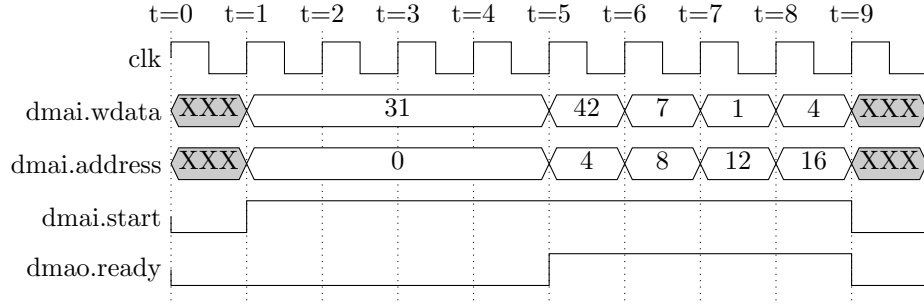 t=0 t=1 t=2 t=3 t=4 t=5 t=6 t=7 t=8 t=9
clk
dmai.wdata XXX 31 42 7 1 4 XXX
dmai.address XXX 0 4 8 12 16 XXX
dmai.start
dmao.ready